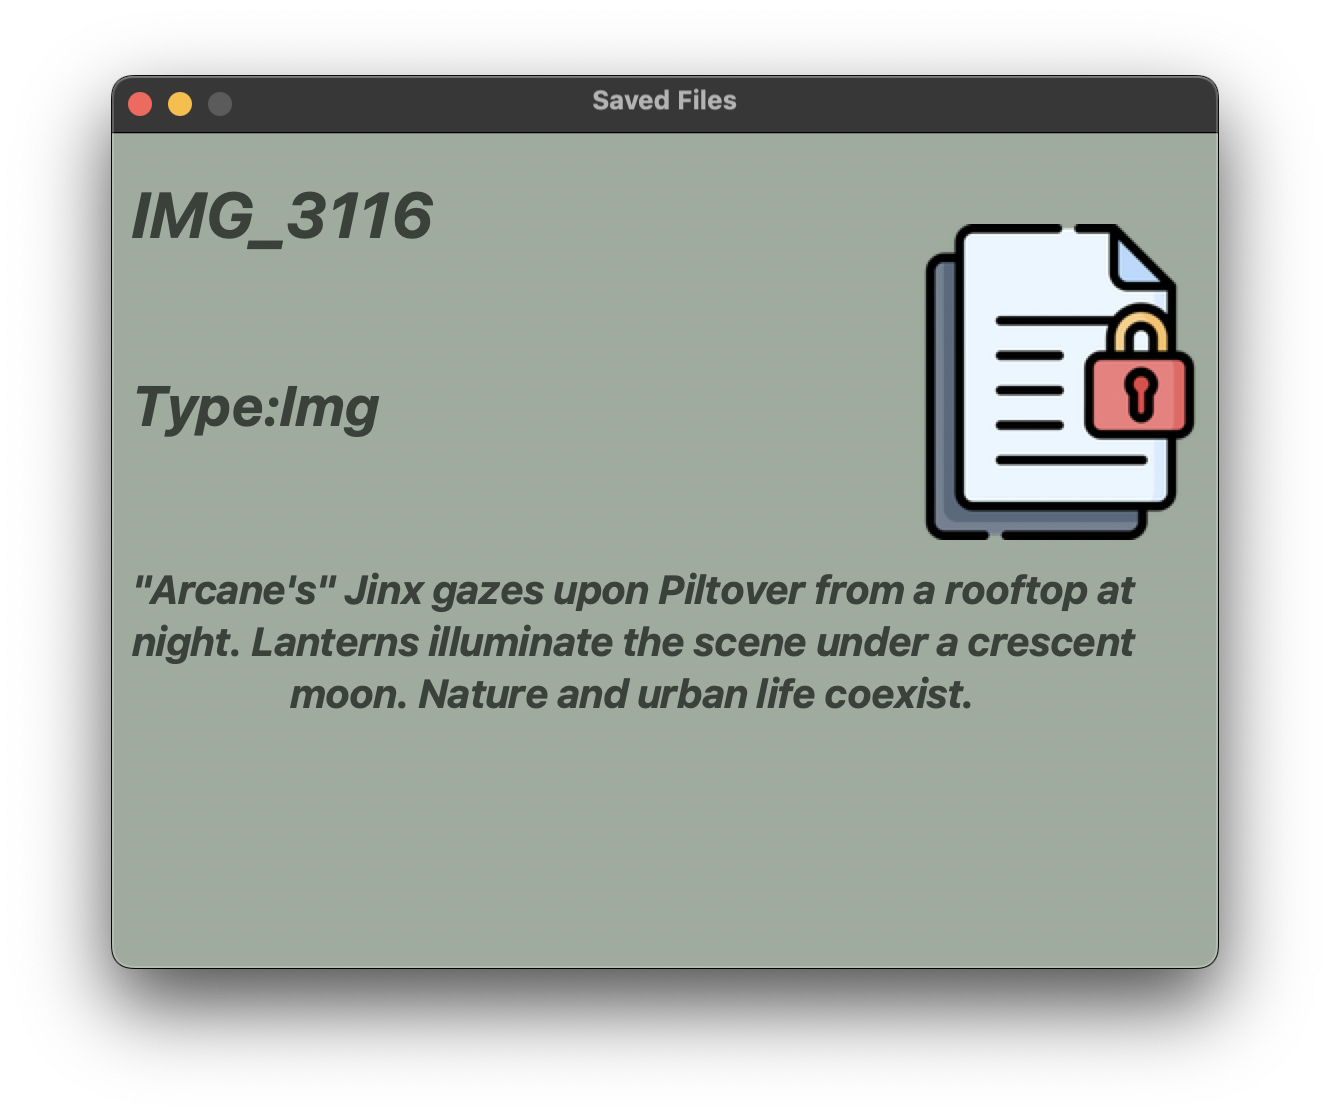 Saved Files
IMG_3116
Type:Img
"Arcane's" Jinx gazes upon Piltover from a rooftop at
night. Lanterns illuminate the scene under a crescent
moon. Nature and urban life coexist.